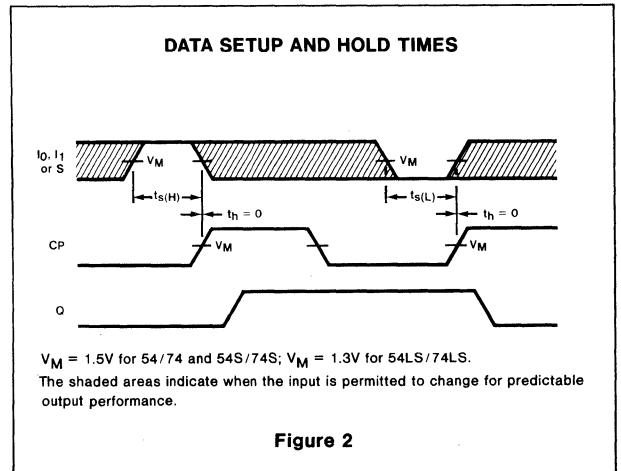 DATA SETUP AND HOLD TIMES
I0, I1
or S
VM
VM
ts(H)
ts(L)
th = 0
th = 0
CP
VM
VM
Q
VM = 1.5V for 54/74 and 54S/74S; VM = 1.3V for 54LS/74LS.
The shaded areas indicate when the input is permitted to change for predictable
output performance.
Figure 2